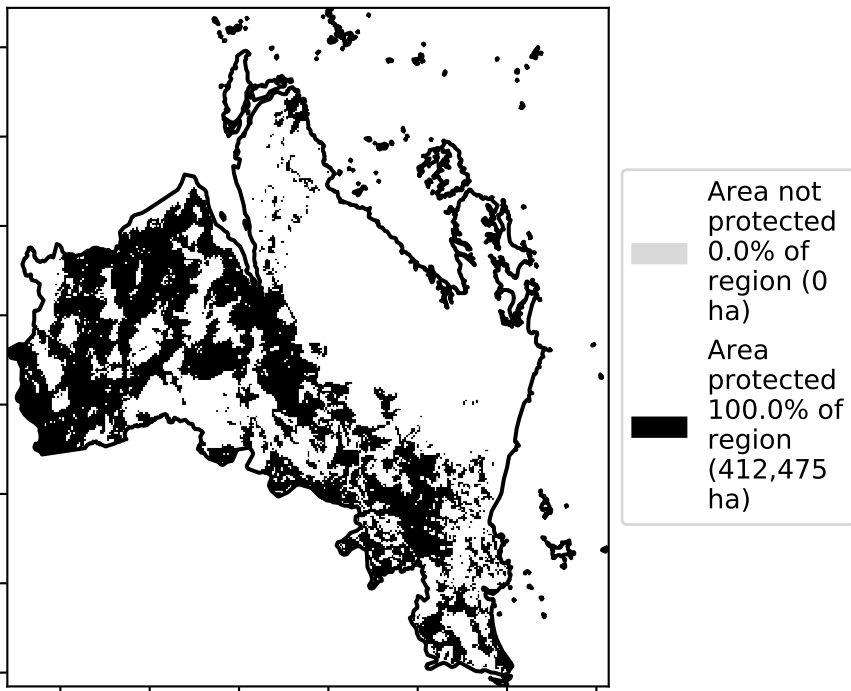 Area not
protected
0.0% of
region (0
ha)
Area
protected
100.0% of
region
(412,475
ha)